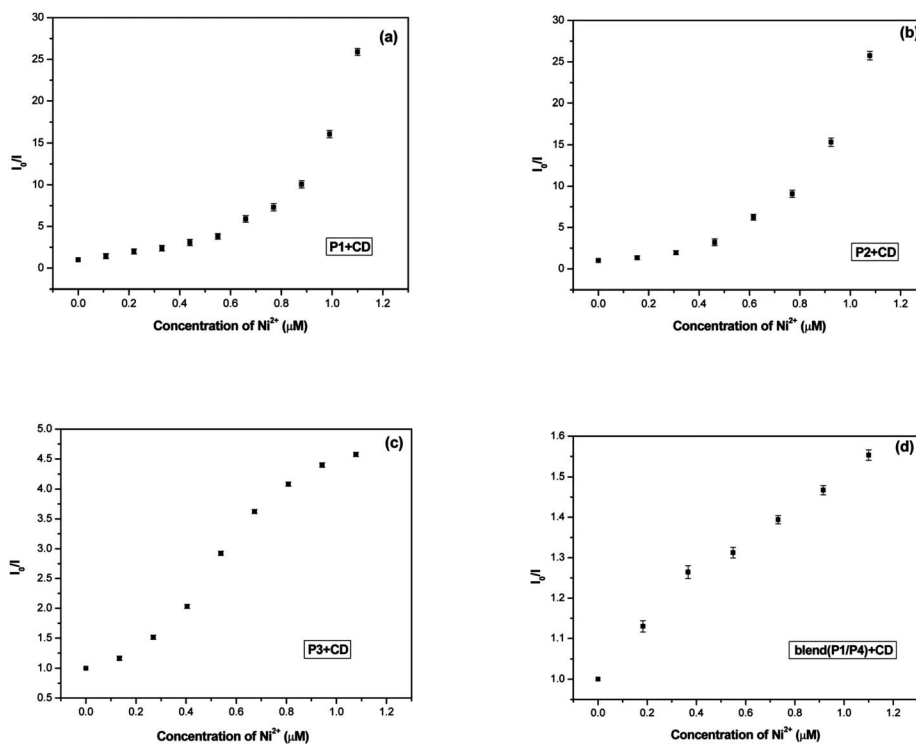 (a)
30
25
20
15
10
5
0
I₀/I
P1+CD
0.0 0.2 0.4 0.6 0.8 1.0 1.2
Concentration of Ni²⁺ (µM)
(b)
30
25
20
15
10
5
0
I₀/I
P2+CD
0.0 0.2 0.4 0.6 0.8 1.0 1.2
Concentration of Ni²⁺ (µM)
(c)
5.0
4.5
4.0
3.5
3.0
2.5
2.0
1.5
1.0
0.5
I₀/I
P3+CD
0.0 0.2 0.4 0.6 0.8 1.0 1.2
Concentration of Ni²⁺ (µM)
(d)
1.6
1.5
1.4
1.3
1.2
1.1
1.0
I₀/I
blend(P1/P4)+CD
0.0 0.2 0.4 0.6 0.8 1.0 1.2
Concentration of Ni²⁺ (µM)